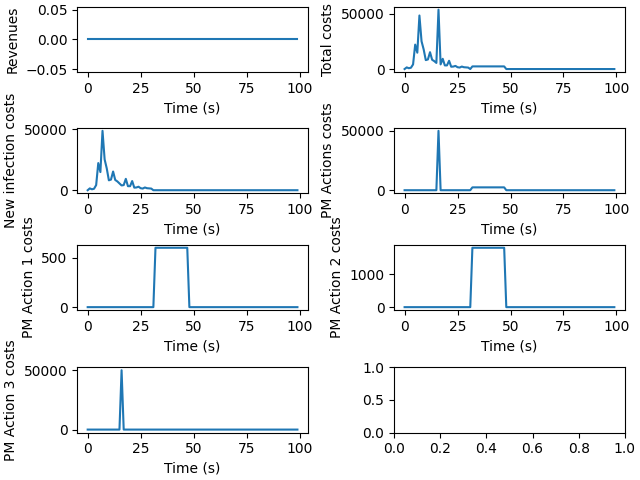 Revenues
0.05
0.00
−0.05
0 25 50 75 100
Time (s)
Total costs
50000
0
0 25 50 75 100
Time (s)
New infection costs
50000
0
0 25 50 75 100
Time (s)
PM Actions costs
50000
0
0 25 50 75 100
Time (s)
PM Action 1 costs
500
0
0 25 50 75 100
Time (s)
PM Action 2 costs
1000
0
0 25 50 75 100
Time (s)
PM Action 3 costs
50000
0
0 25 50 75 100
Time (s)
1.0
0.5
0.0
0.0 0.2 0.4 0.6 0.8 1.0